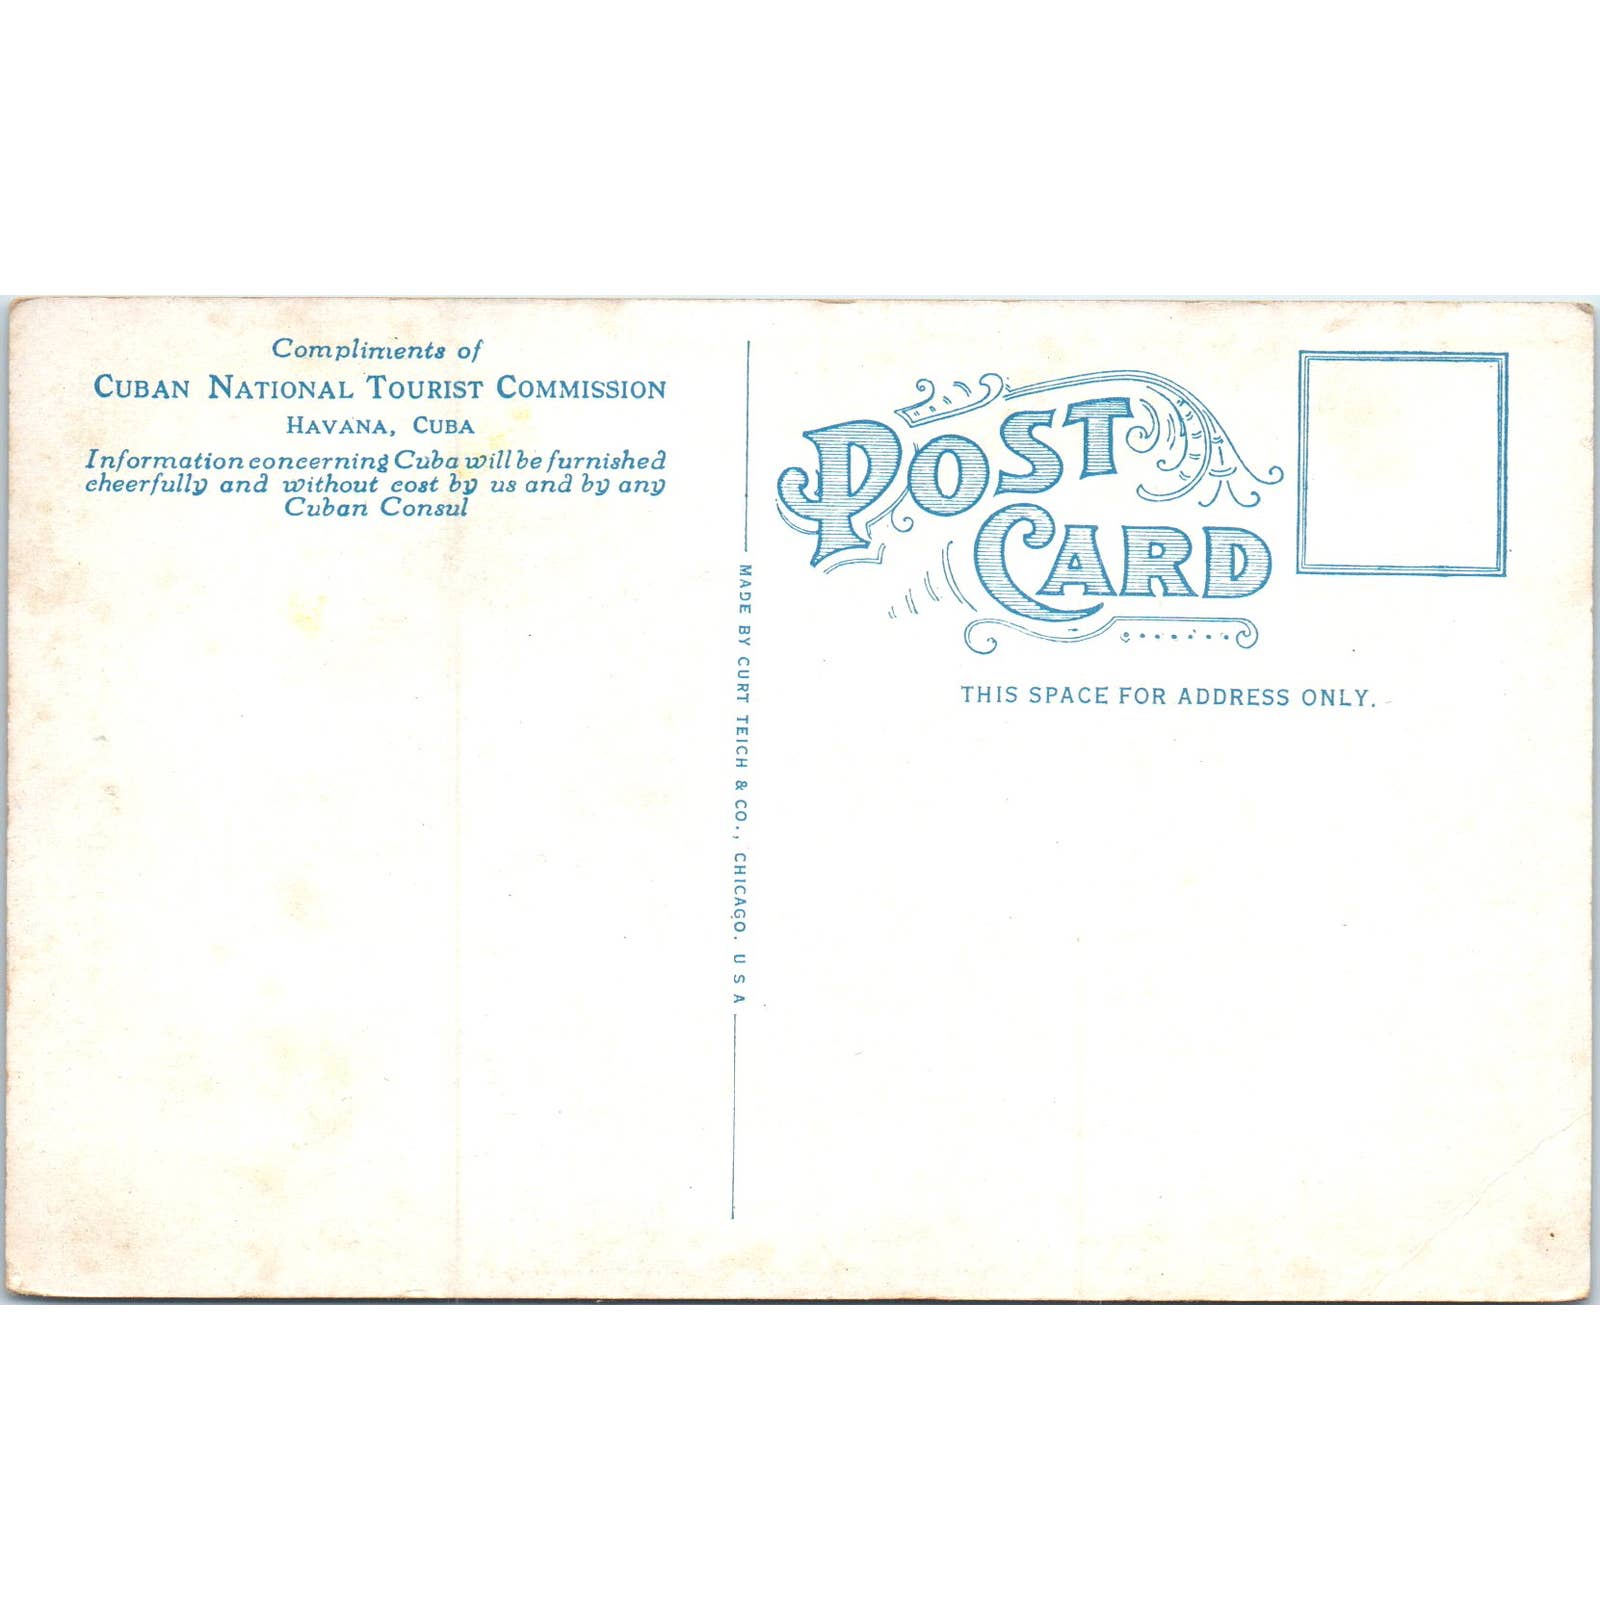 Compliments of
CUBAN NATIONAL TOURIST COMMISSION
HAVANA, CUBA
Information concerning Cuba will be furnished
cheerfully and without cost by us and by any
Cuban Consul
MADE BY CURT TEICH & CO., CHICAGO. U S A
POST
CARD
THIS SPACE FOR ADDRESS ONLY.